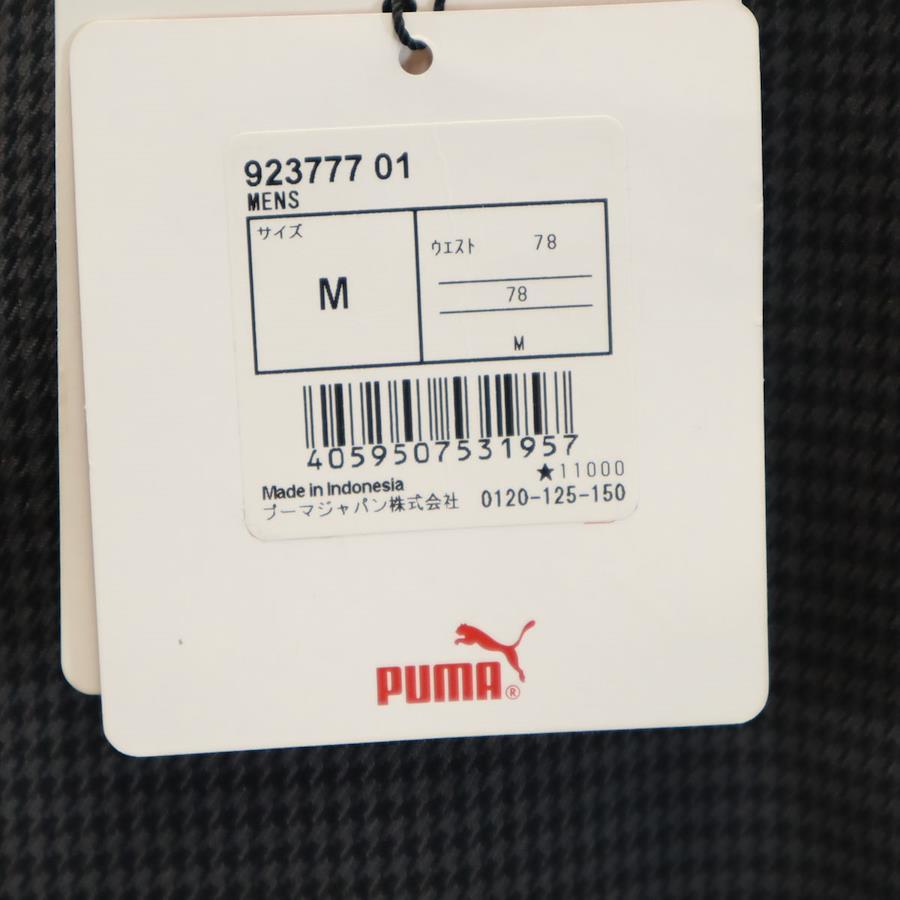 923777 01
MENS
サイズ
M
ウエスト 78
78
M
4059507531957
★11000
Made in Indonesia
プーマジャパン株式会社 0120-125-150
PUMA®